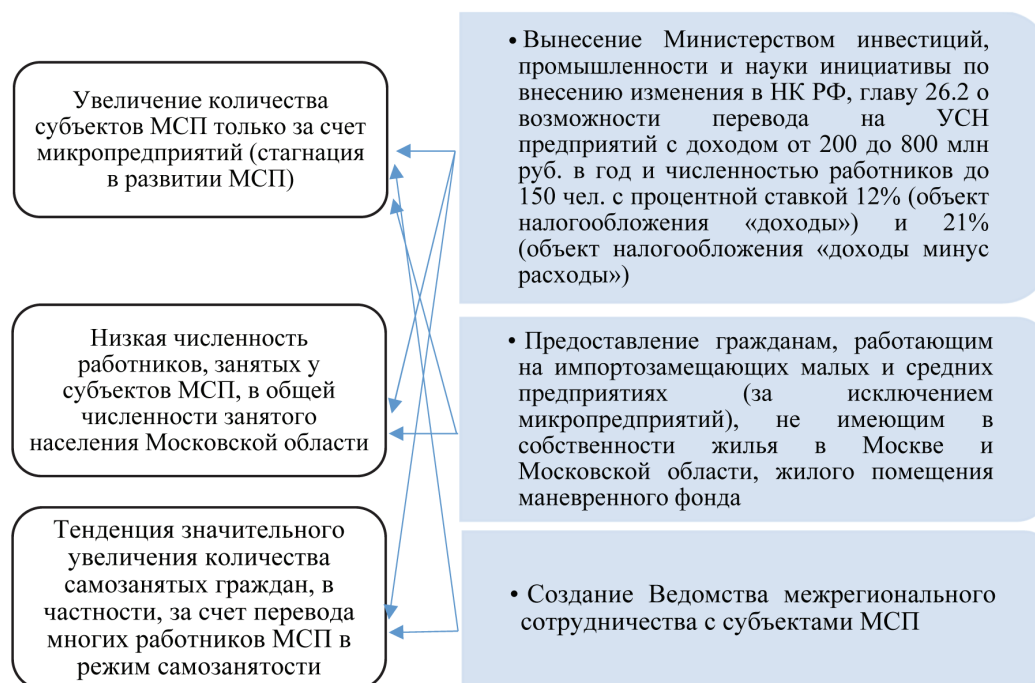 Увеличение количества
субъектов МСП только за счет
микропредприятий (стагнация
в развитии МСП)
Низкая численность
работников, занятых у
субъектов МСП, в общей
численности занятого
населения Московской области
Тенденция значительного
увеличения количества
самозанятых граждан, в
частности, за счет перевода
многих работников МСП в
режим самозанятости
• Вынесение Министерством инвестиций,
промышленности и науки инициативы по
внесению изменения в НК РФ, главу 26.2 о
возможности перевода на УСН
предприятий с доходом от 200 до 800 млн
руб. в год и численностью работников до
150 чел. с процентной ставкой 12% (объект
налогообложения «доходы») и 21%
(объект налогообложения «доходы минус
расходы»)
• Предоставление гражданам, работающим
на импортозамещающих малых и средних
предприятиях (за исключением
микропредприятий), не имеющим в
собственности жилья в Москве и
Московской области, жилого помещения
маневренного фонда
• Создание Ведомства межрегионального
сотрудничества с субъектами МСП